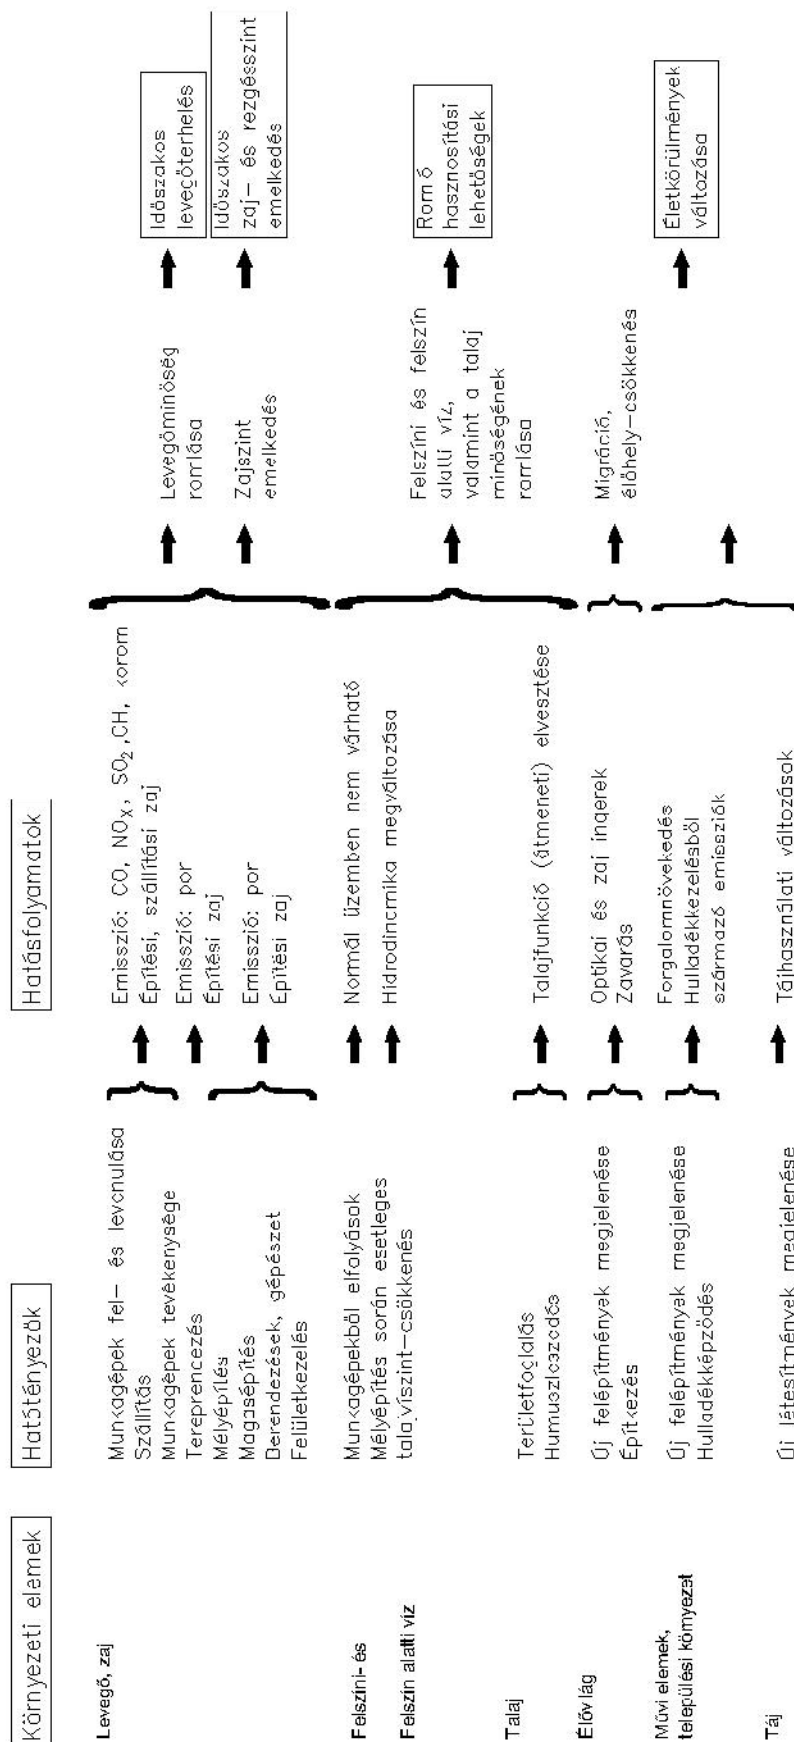 Környezeti elemek
Hatótényezők
Hatásfolyamatok
Levegő, zaj
Munkagépek fel- és levonulása
Szállítás
Munkagépek tevékenysége
Tereprendezés
Mélyépítés
Magasépítés
Berendezések, gépészet
Felületkezelés
Emisszió: CO, NOX, SO2,CH, korom
Építési, szállítási zaj
Emisszió: por
Építési zaj
Emisszió: por
Építési zaj
Levegőminőség
romlása
Zajszint
emelkedés
Időszakos
levegőterhelés
Időszakos
zaj- és rezgésszint
emelkedés
Felszíni- és
Felszín alatti víz
Munkagépekből elfolyások
Mélyépítés során esetleges
talajvíszint-csökkenés
Normál üzemben nem várható
Hidrodinamika megváltozása
Talaj
Területfoglalás
Humuszleszedés
Talajfunkció (átmeneti) elvesztése
Felszíni és felszín
alatti víz,
valamint a talaj
minőségének
romlása
Romló
hasznosítási
lehetőségek
Élővilág
Új felépítmények megjelenése
Építkezés
Optikai és zaj ingerek
Zavarás
Migráció,
élőhely-csökkenés
Művi elemek,
települési környezet
Új felépítmények megjelenése
Hulladékképződés
Forgalomnövekedés
Hulladékkezelésből
származó emissziók
Életkörülmények
változása
Táj
Új létesítmények megjelenése
Tájhasználati változások